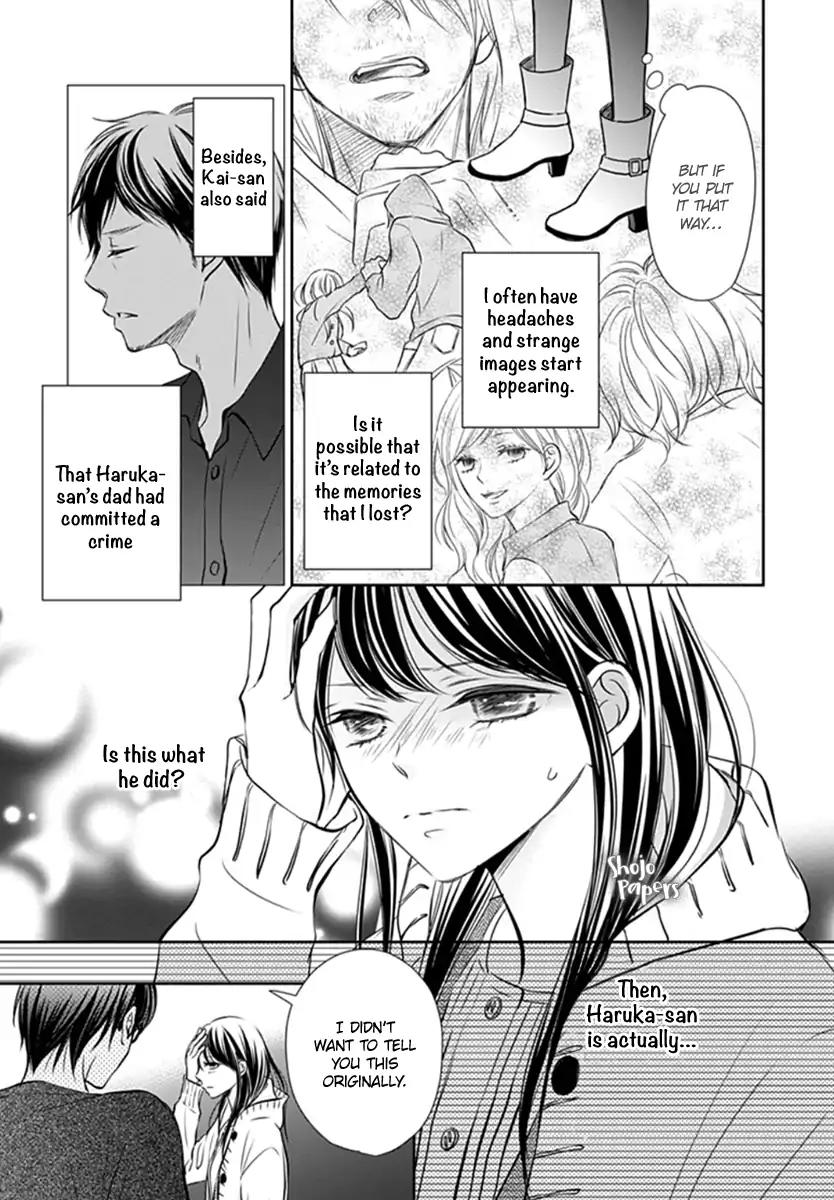 BUT IF
YOU PUT
IT THAT
WAY...
I often have
headaches
and strange
images start
appearing.
Is it
possible that
it's related to
the memories
that I lost?
Besides,
Kai-san
also said
That Haruka-
san's dad had
committed a
crime
Is this what
he did?
Shojo
Papers
Then,
Haruka-san
is actually...
I DIDN'T
WANT TO TELL
YOU THIS
ORIGINALLY.